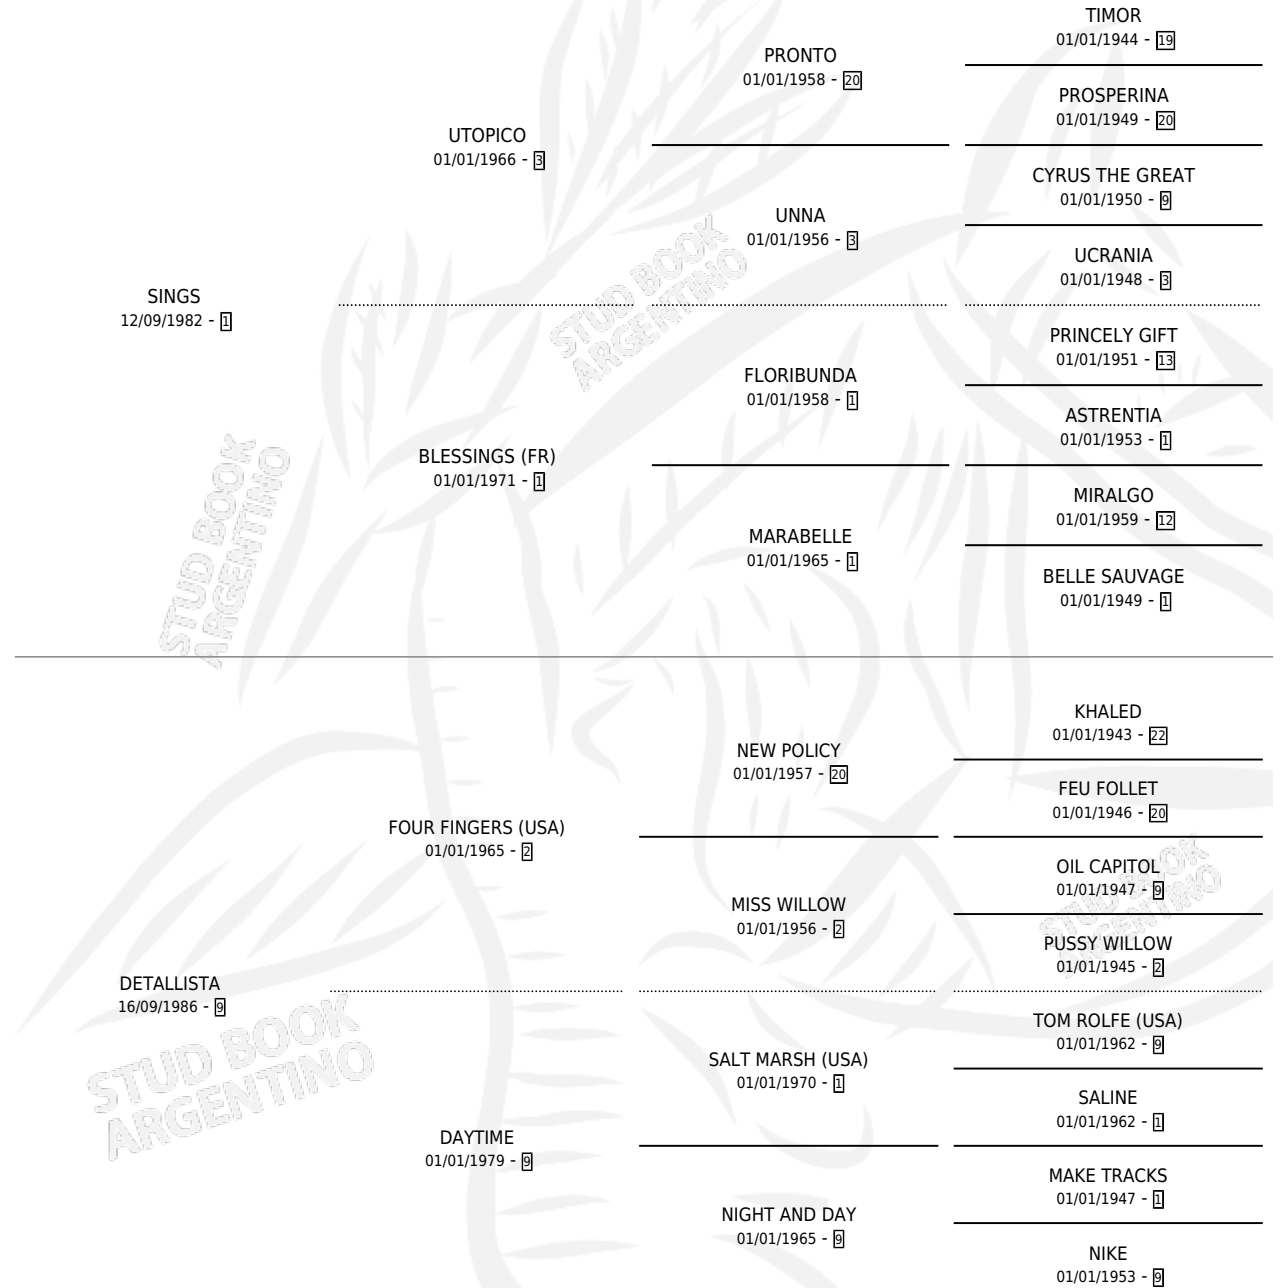 TIMOR
01/01/1944 - 19
PRONTO
01/01/1958 - 20
PROSPERINA
01/01/1949 - 20
UTOPICO
01/01/1966 - 3
CYRUS THE GREAT
01/01/1950 - 9
UNNA
01/01/1956 - 3
UCRANIA
01/01/1948 - 3
SINGS
12/09/1982 - 1
STUD BOOK
ARGENTINO
PRINCELY GIFT
01/01/1951 - 13
FLORIBUNDA
01/01/1958 - 1
ASTRENTIA
01/01/1953 - 1
BLESSINGS (FR)
01/01/1971 - 1
MIRALGO
01/01/1959 - 12
MARABELLE
01/01/1965 - 1
BELLE SAUVAGE
01/01/1949 - 1
STUD BOOK
ARGENTINO
KHALED
01/01/1943 - 22
NEW POLICY
01/01/1957 - 20
FEU FOLLET
01/01/1946 - 20
FOUR FINGERS (USA)
01/01/1965 - 2
OIL CAPITOL
01/01/1947 - 9
MISS WILLOW
01/01/1956 - 2
PUSSY WILLOW
01/01/1945 - 2
STUD BOOK
ARGENTINO
DETALLISTA
16/09/1986 - 9
TOM ROLFE (USA)
01/01/1962 - 9
SALT MARSH (USA)
01/01/1970 - 1
SALINE
01/01/1962 - 1
STUD BOOK
ARGENTINO
DAYTIME
01/01/1979 - 9
MAKE TRACKS
01/01/1947 - 1
NIGHT AND DAY
01/01/1965 - 9
NIKE
01/01/1953 - 9